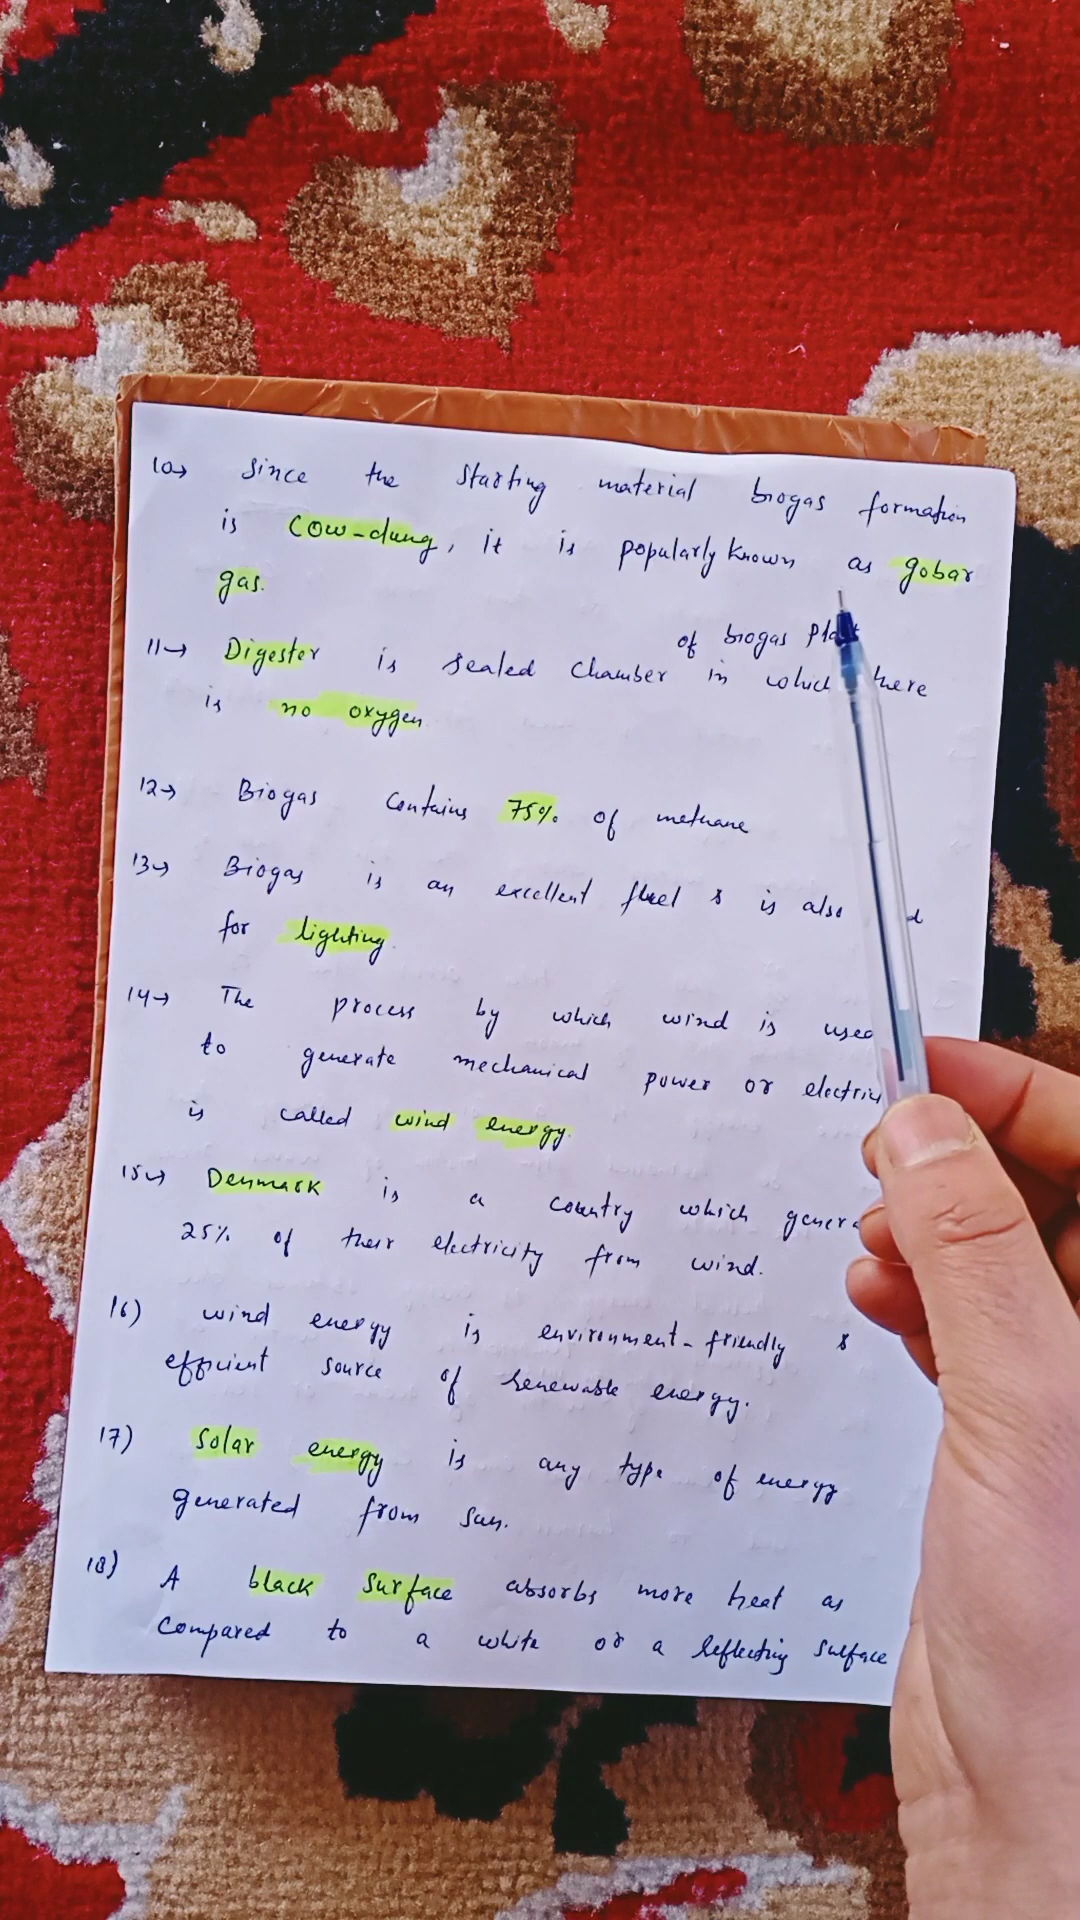 10→ Since the starting material biogas formation
is cow-dung, it is popularly known as gobar
gas.
of biogas
11→ Digester is sealed chamber in which here
is no oxygen
12→ Biogas contains 75% of methane
13→ Biogas is an excellent fuel & is also
for lighting.
14→ The process by which wind is used
to generate mechanical power or electric
is called wind energy.
15→ Denmark is a country which genera
25% of their electricity from wind.
16) wind energy is environment-friendly &
efficient source of renewable energy.
17) Solar energy is any type of energy
generated from sun.
18) A black surface absorbs more heat as
compared to a white or a reflecting surface